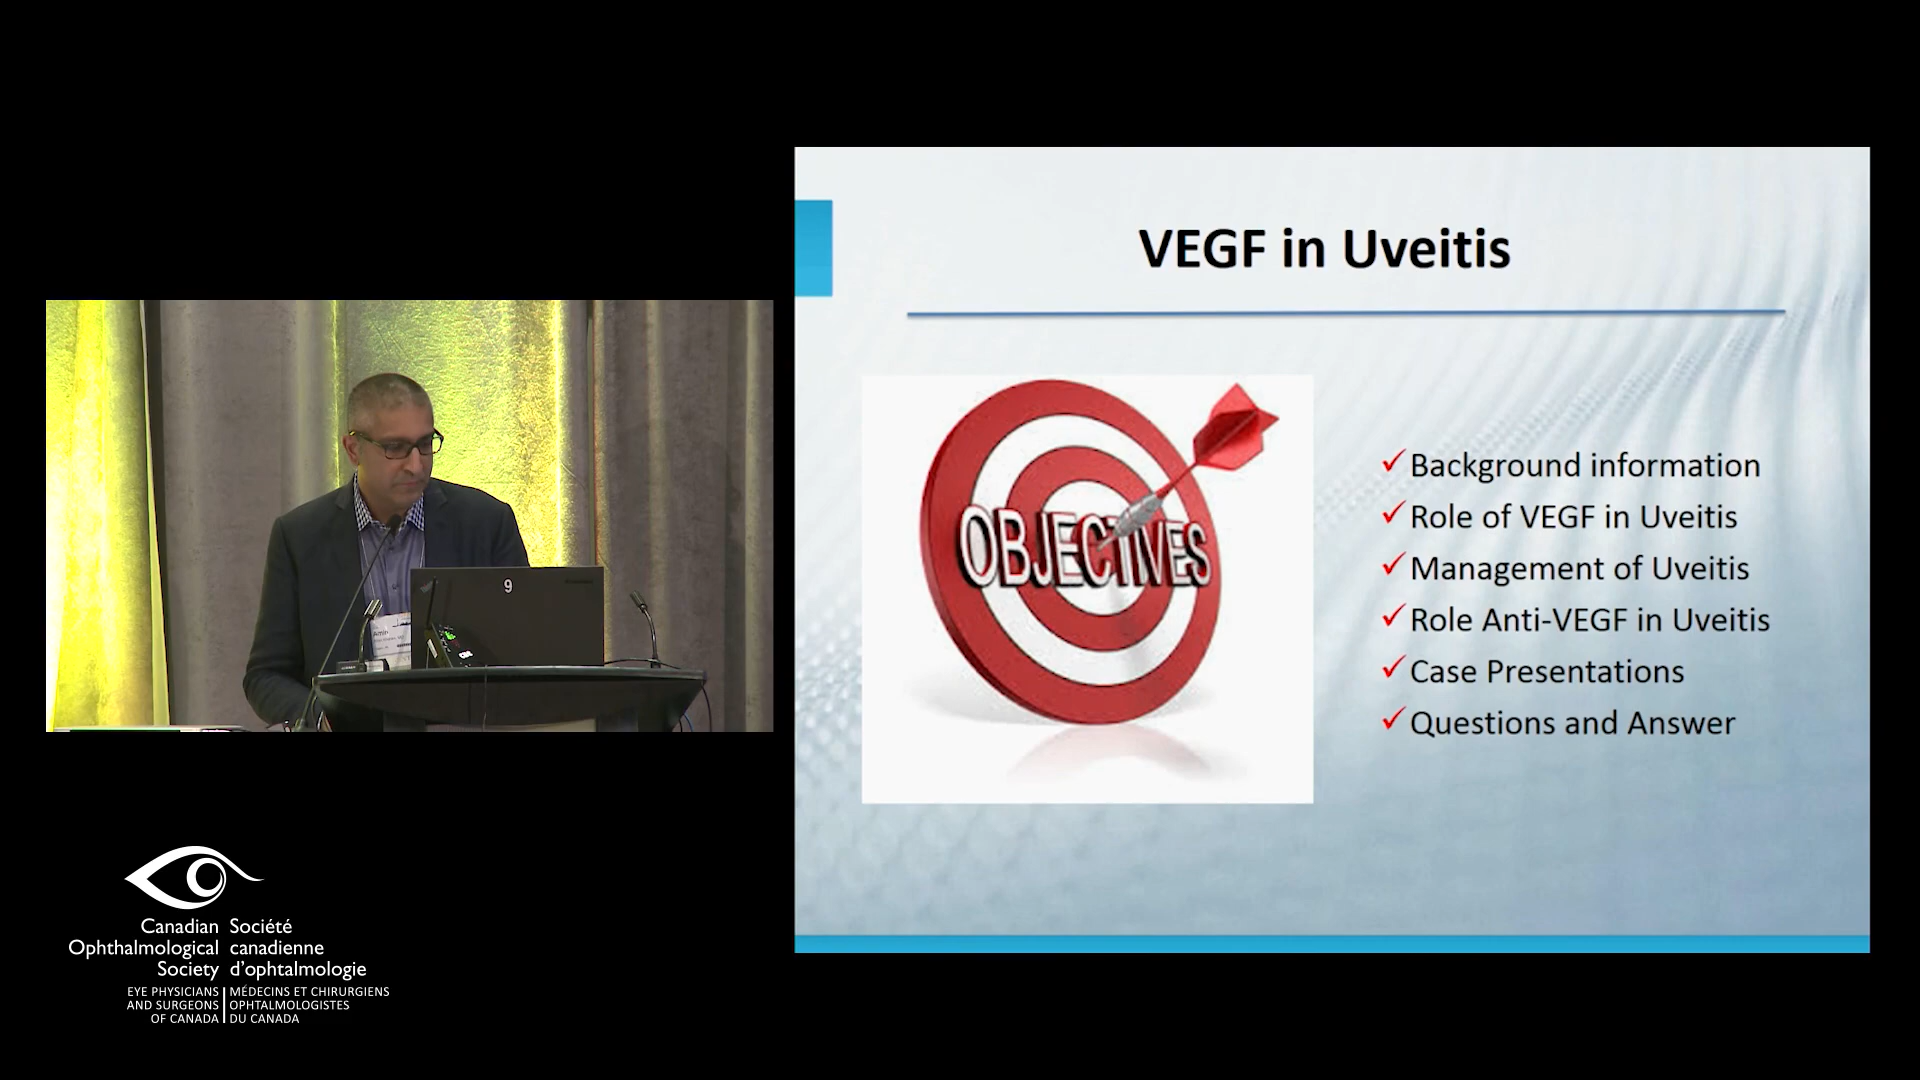 VEGF in Uveitis
OBJECTIVES
Background information
Role of VEGF in Uveitis
Management of Uveitis
Role Anti-VEGF in Uveitis
Case Presentations
Questions and Answer
9
Amin
Canadian
Ophthalmological
Society
Société
canadienne
d'ophtalmologie
EYE PHYSICIANS
AND SURGEONS
OF CANADA
MÉDECINS ET CHIRURGIENS
OPHTALMOLOGISTES
DU CANADA